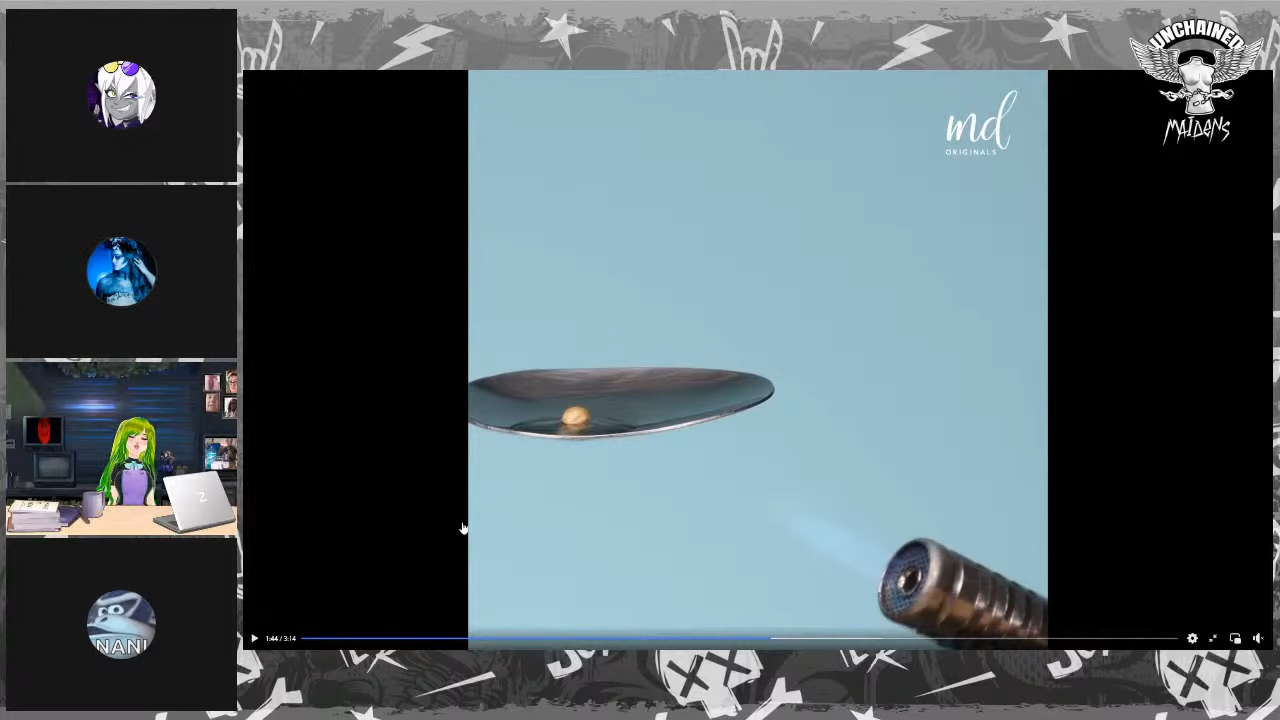 UNCHAINED
MAIDENS
md
ORIGINALS
Z
NANI
1:44 / 3:14